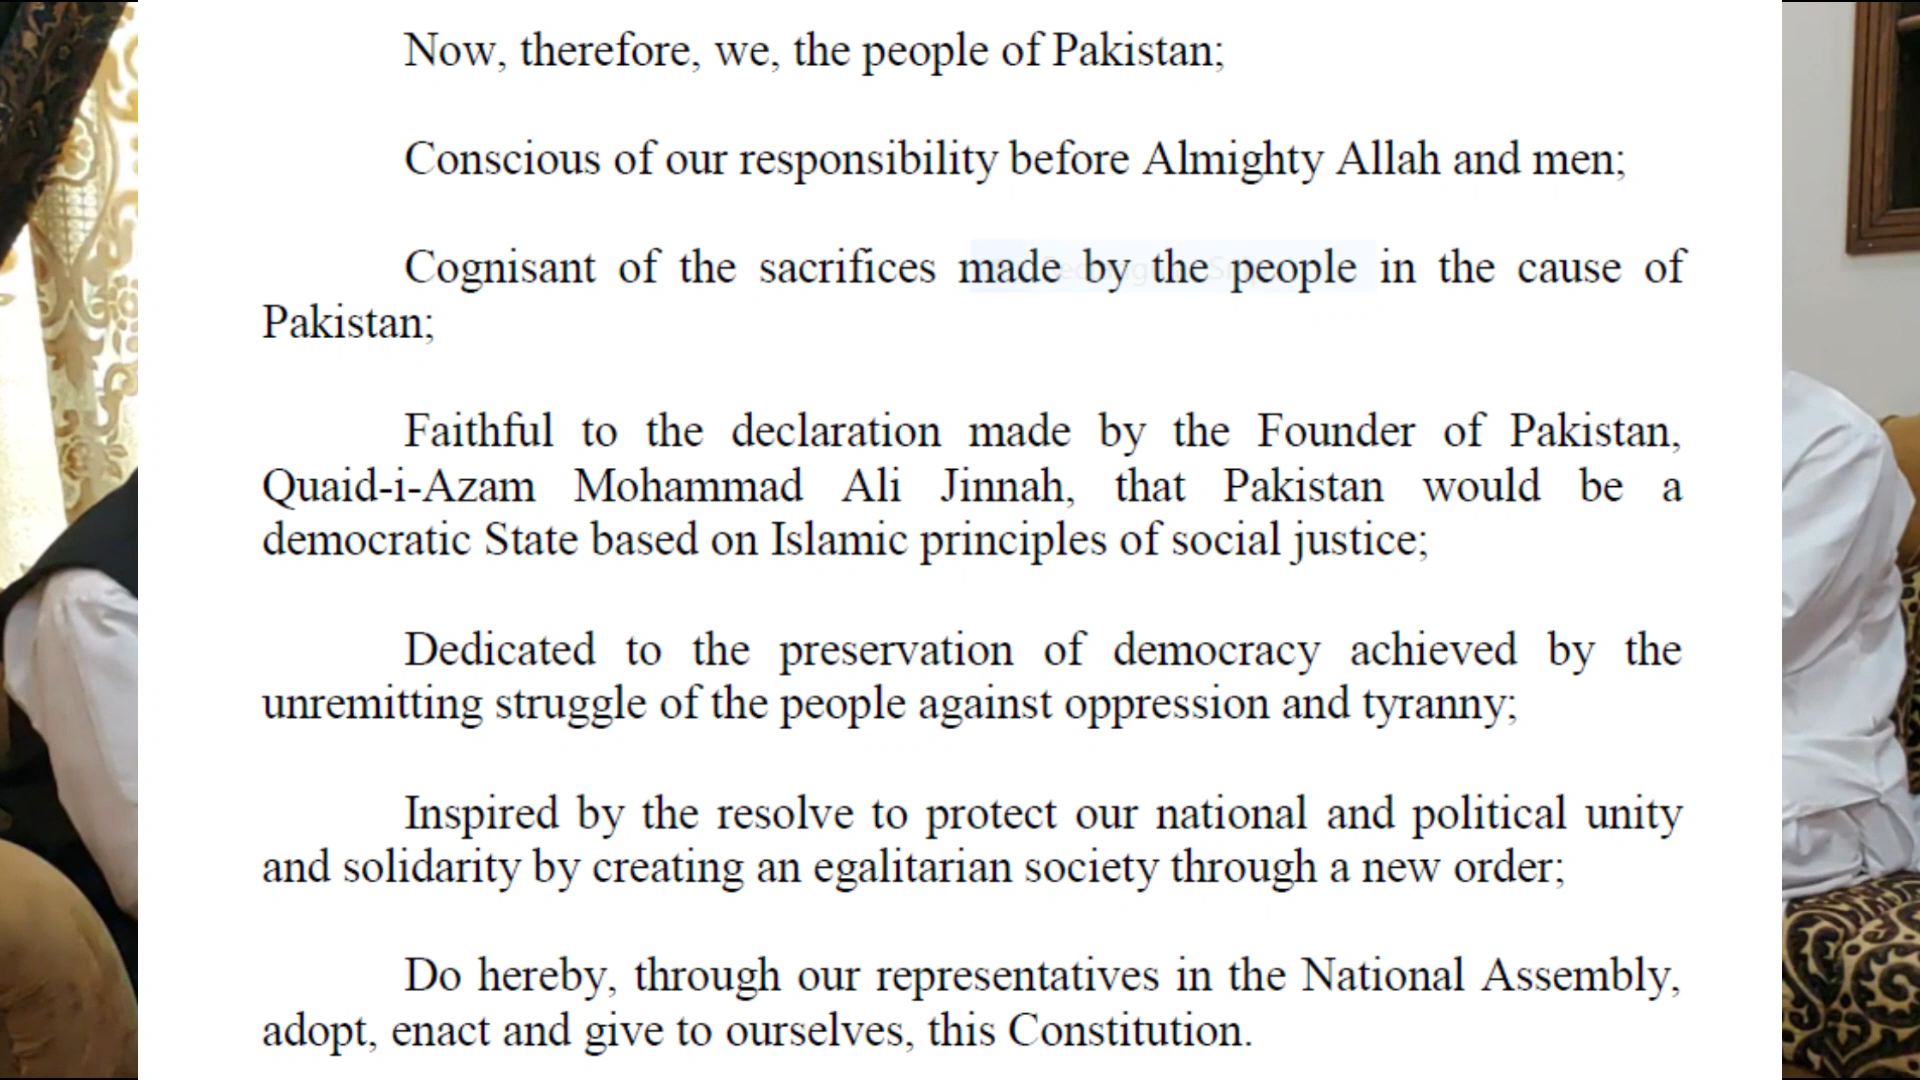 Now, therefore, we, the people of Pakistan;
Conscious of our responsibility before Almighty Allah and men;
Cognisant of the sacrifices made by the people in the cause of
Pakistan;
Faithful to the declaration made by the Founder of Pakistan,
Quaid-i-Azam Mohammad Ali Jinnah, that Pakistan would be a
democratic State based on Islamic principles of social justice;
Dedicated to the preservation of democracy achieved by the
unremitting struggle of the people against oppression and tyranny;
Inspired by the resolve to protect our national and political unity
and solidarity by creating an egalitarian society through a new order;
Do hereby, through our representatives in the National Assembly,
adopt, enact and give to ourselves, this Constitution.